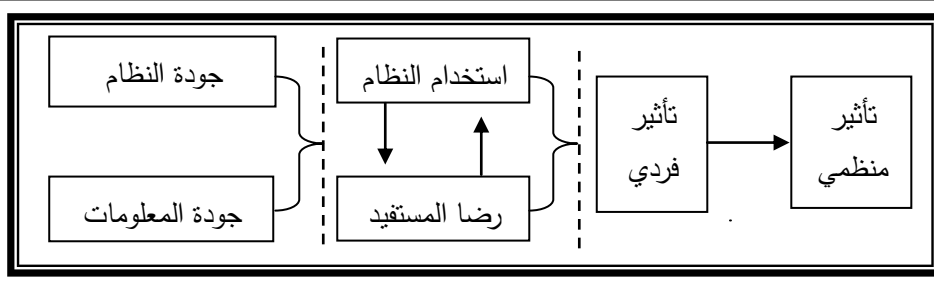 جودة النظام
جودة المعلومات
استخدام النظام
رضا المستفيد
تأثير
فردي
تأثير
منظمي